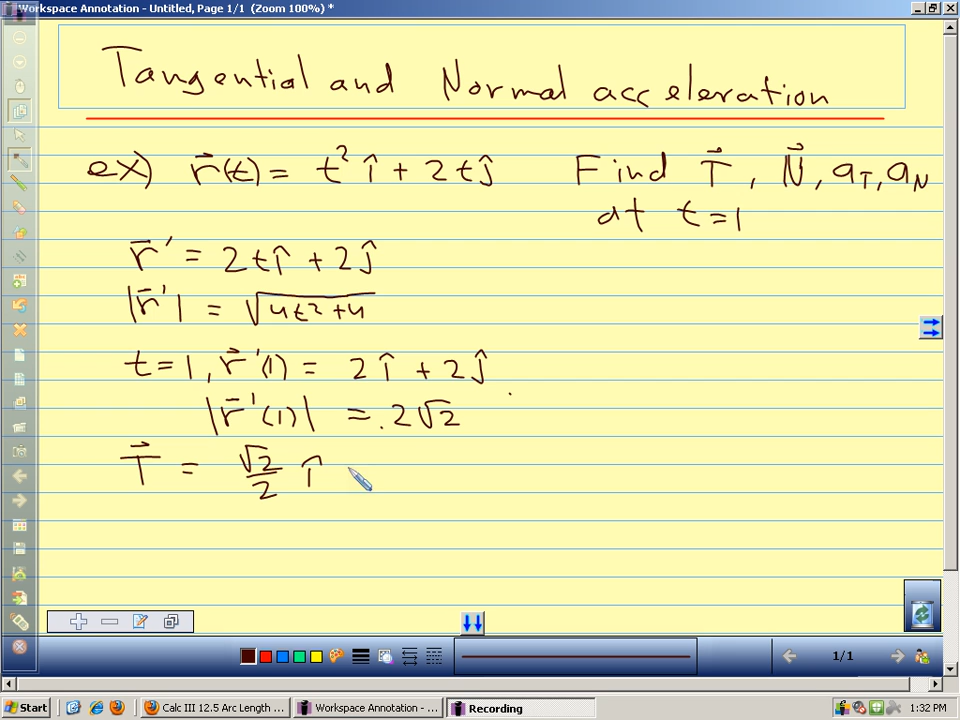 Workspace Annotation - Untitled, Page 1/1 (Zoom 100%) *
Tangential and Normal acceleration
ex) r⃗(t) = t² î + 2t ĵ Find T⃗, N⃗, a_T, a_N
at t = 1
r⃗' = 2t î + 2 ĵ
|r⃗'| = √(4t² + 4)
t = 1, r⃗'(1) = 2 î + 2 ĵ
|r⃗'(1)| = 2√2
T⃗ = √2/2 î
1/1
Start
Calc III 12.5 Arc Length ...
Workspace Annotation - ...
Recording
1:32 PM